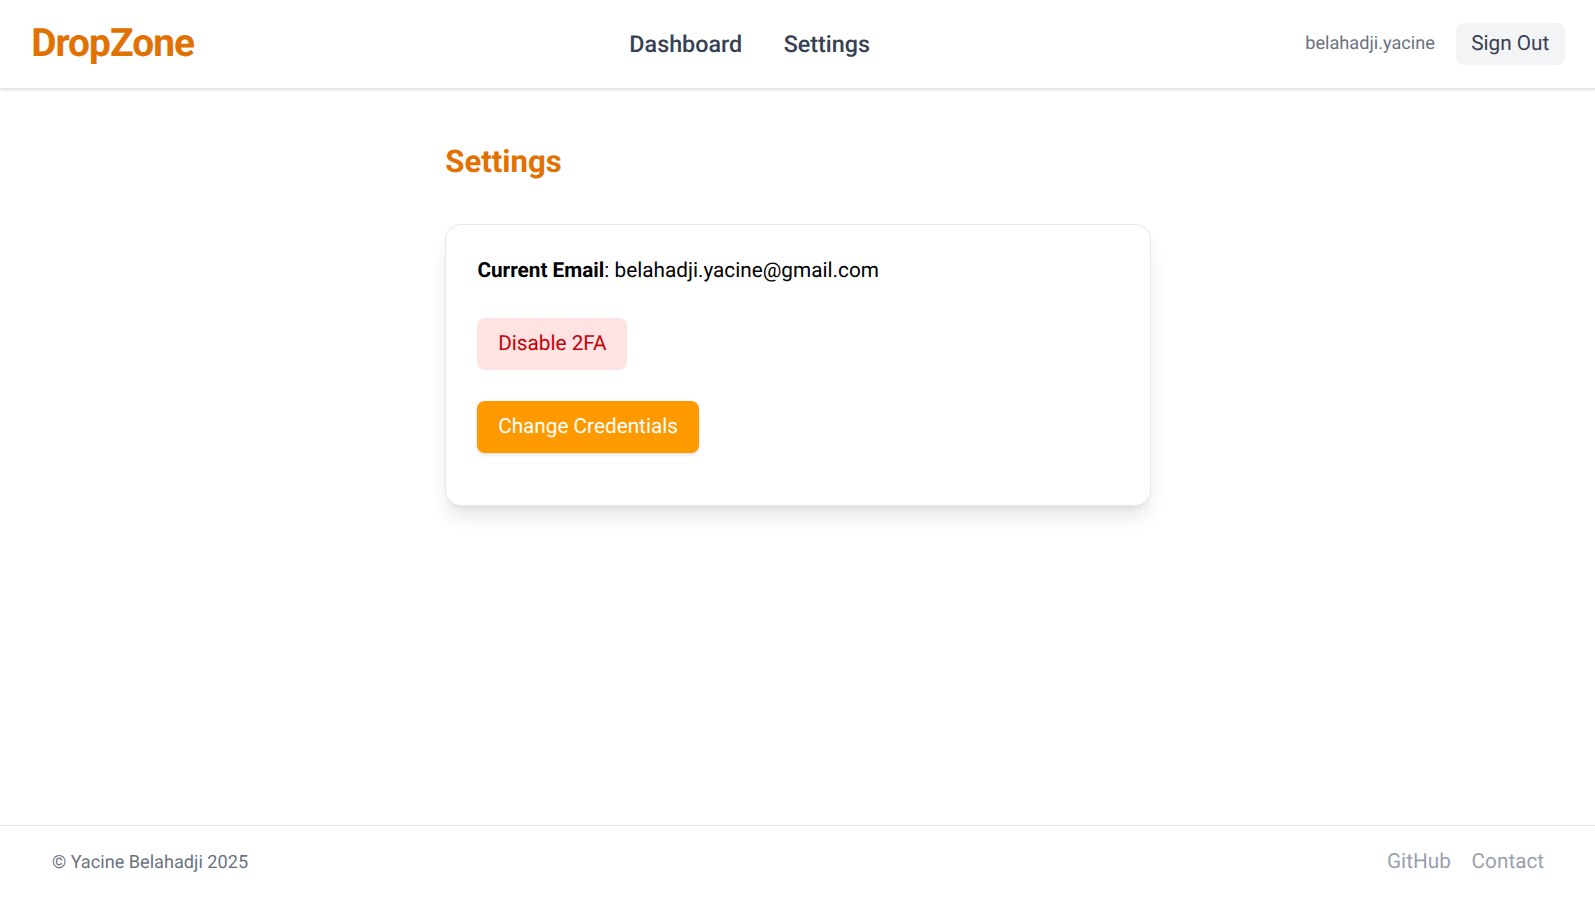 DropZone
Dashboard
Settings
belahadji.yacine
Sign Out
Settings
Current Email: belahadji.yacine@gmail.com
Disable 2FA
Change Credentials
© Yacine Belahadji 2025
GitHub
Contact